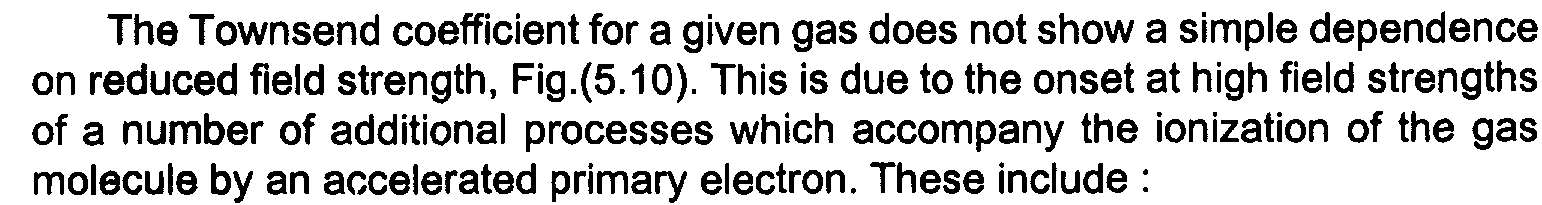 The Townsend coefficient for a given gas does not show a simple dependence
on reduced field strength, Fig.(5.10). This is due to the onset at high field strengths
of a number of additional processes which accompany the ionization of the gas
molecule by an accelerated primary electron. These include :